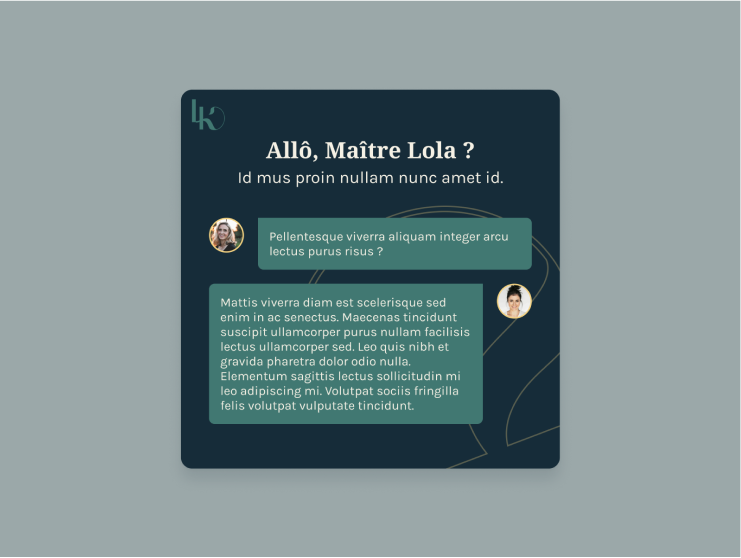 LKO
Allô, Maître Lola ?
Id mus proin nullam nunc amet id.
Pellentesque viverra aliquam integer arcu
lectus purus risus ?
Mattis viverra diam est scelerisque sed
enim in ac senectus. Maecenas tincidunt
suscipit ullamcorper purus nullam facilisis
lectus ullamcorper sed. Leo quis nibh et
gravida pharetra dolor odio nulla.
Elementum sagittis lectus sollicitudin mi
leo adipiscing mi. Volutpat sociis fringilla
felis volutpat vulputate tincidunt.